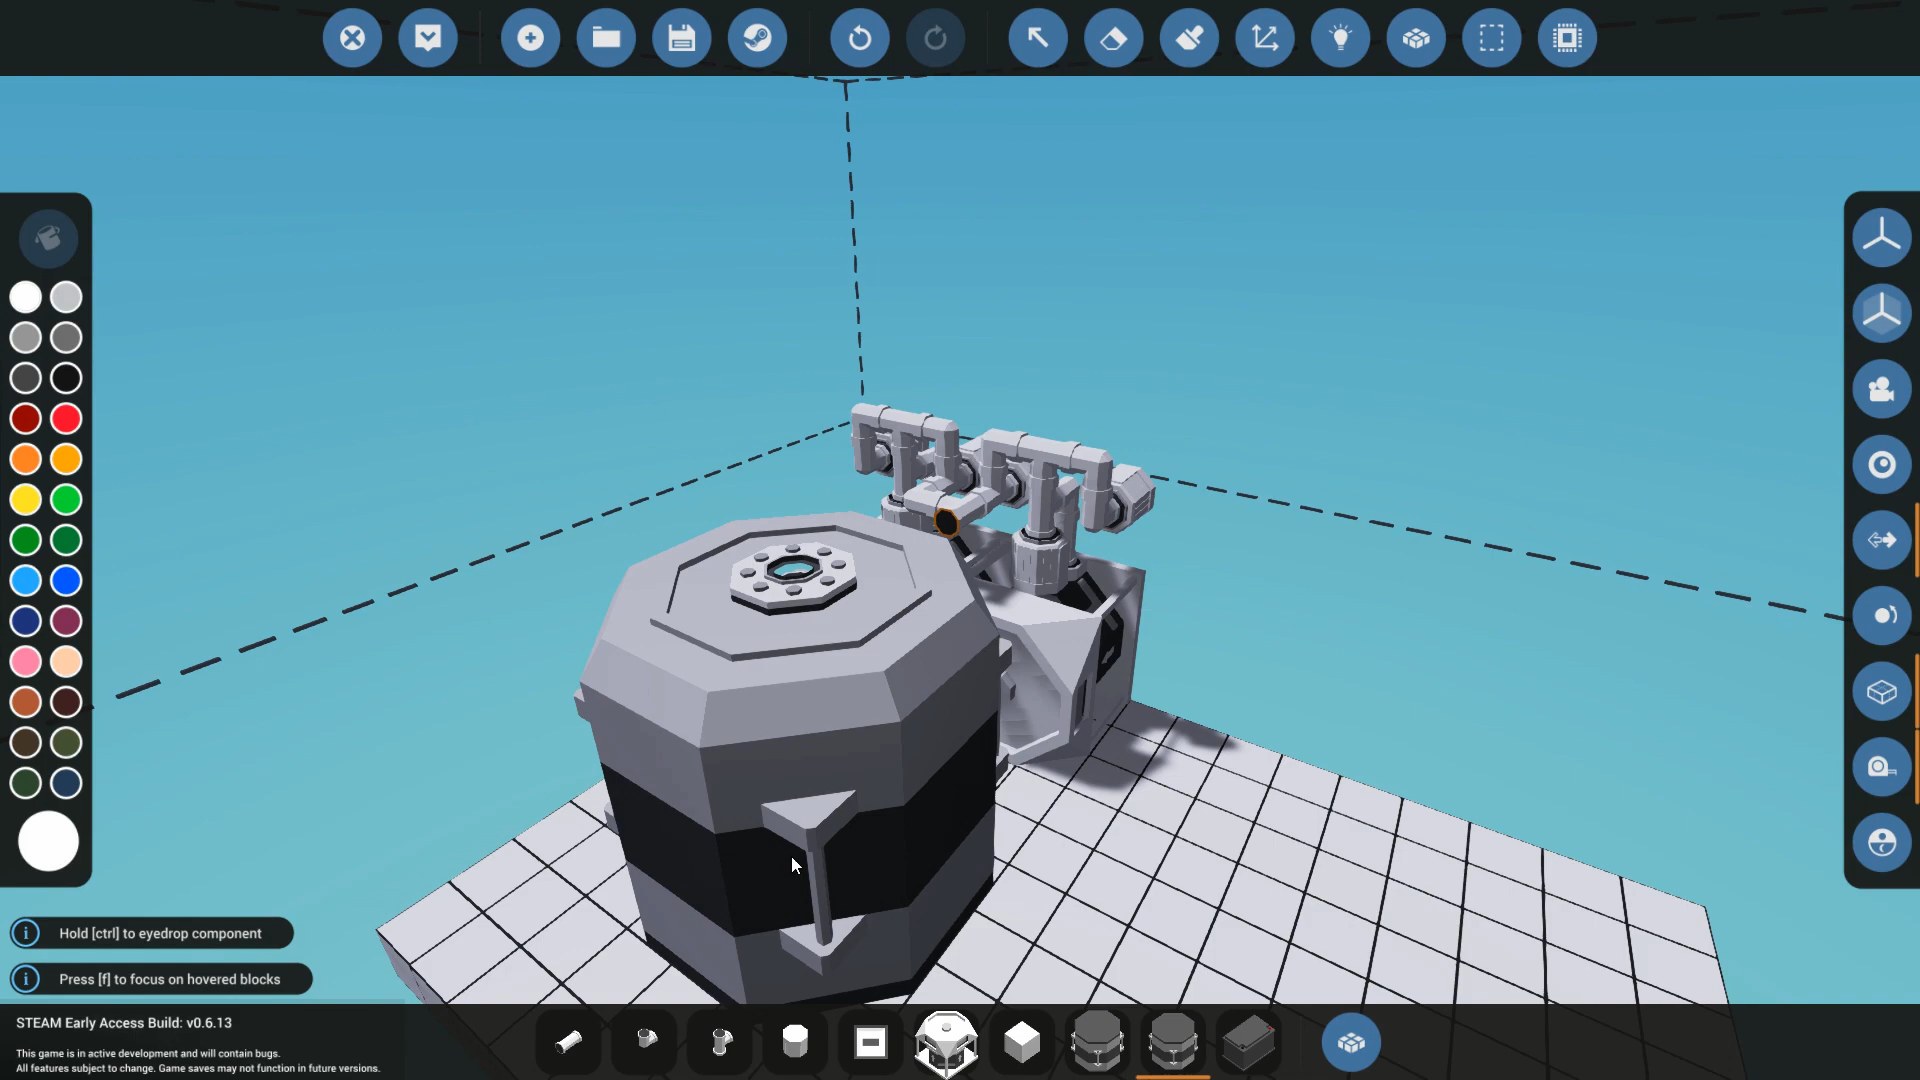 Hold [ctrl] to eyedrop component
Press [f] to focus on hovered blocks
STEAM Early Access Build: v0.6.13
This game is in active development and will contain bugs.
All features subject to change. Game saves may not function in future versions.